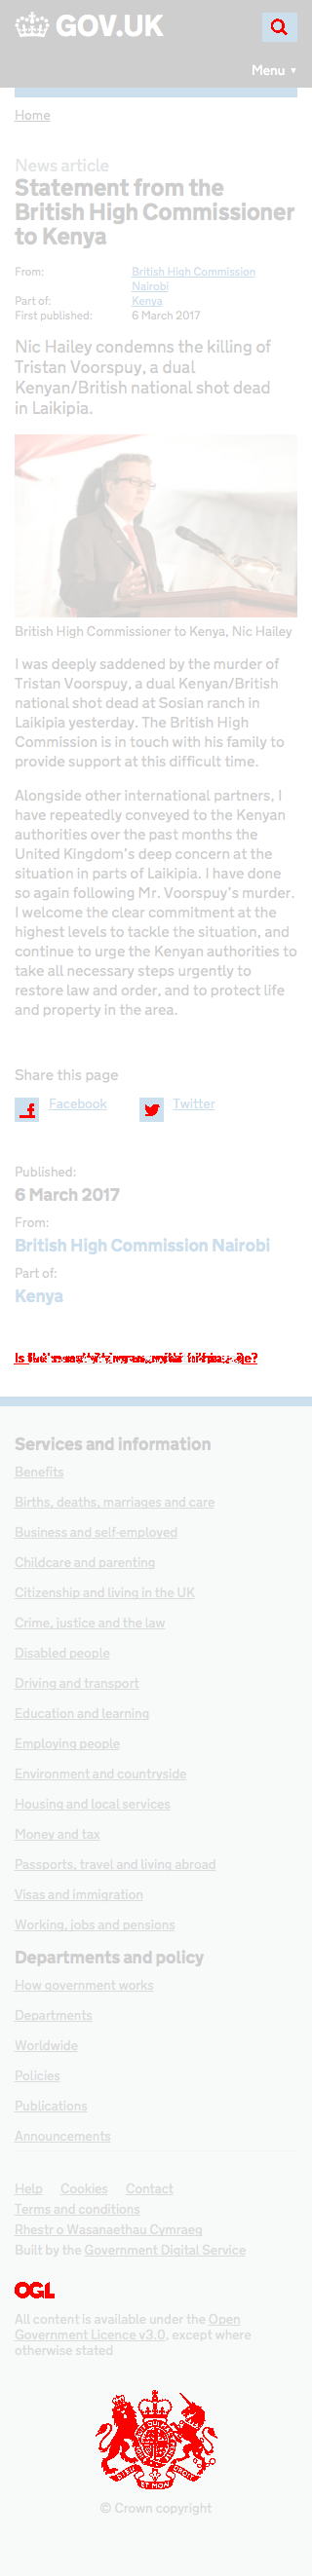 GOV.UK
Menu ▼
Home
News article
Statement from the
British High Commissioner
to Kenya
From: British High Commission
Nairobi
Part of: Kenya
First published: 6 March 2017
Nic Hailey condemns the killing of
Tristan Voorspuy, a dual
Kenyan/British national shot dead
in Laikipia.
British High Commissioner to Kenya, Nic Hailey
I was deeply saddened by the murder of
Tristan Voorspuy, a dual Kenyan/British
national shot dead at Sosian ranch in
Laikipia yesterday. The British High
Commission is in touch with his family to
provide support at this difficult time.
Alongside other international partners, I
have repeatedly conveyed to the Kenyan
authorities over the past months the
United Kingdom's deep concern at the
situation in parts of Laikipia. I have done
so again following Mr. Voorspuy's murder.
I welcome the clear commitment at the
highest levels to tackle the situation, and
continue to urge the Kenyan authorities to
take all necessary steps urgently to
restore law and order, and to protect life
and property in the area.
Share this page
Facebook Twitter
Published:
6 March 2017
From:
British High Commission Nairobi
Part of:
Kenya
Services and information
Benefits
Births, deaths, marriages and care
Business and self-employed
Childcare and parenting
Citizenship and living in the UK
Crime, justice and the law
Disabled people
Driving and transport
Education and learning
Employing people
Environment and countryside
Housing and local services
Money and tax
Passports, travel and living abroad
Visas and immigration
Working, jobs and pensions
Departments and policy
How government works
Departments
Worldwide
Policies
Publications
Announcements
Help Cookies Contact
Terms and conditions
Rhestr o Wasanaethau Cymraeg
Built by the Government Digital Service
OGL
All content is available under the Open
Government Licence v3.0, except where
otherwise stated
© Crown copyright